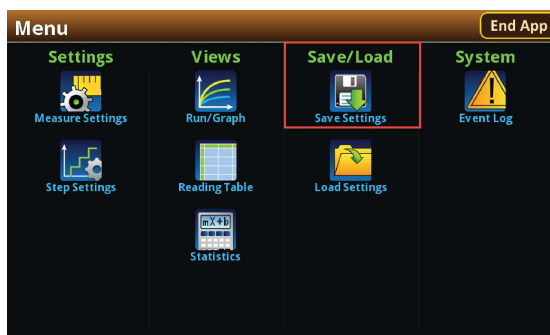 Menu
End App
Settings
Views
Save/Load
System
Measure Settings
Run/Graph
Save Settings
Event Log
Step Settings
Reading Table
Load Settings
mX+b
Statistics